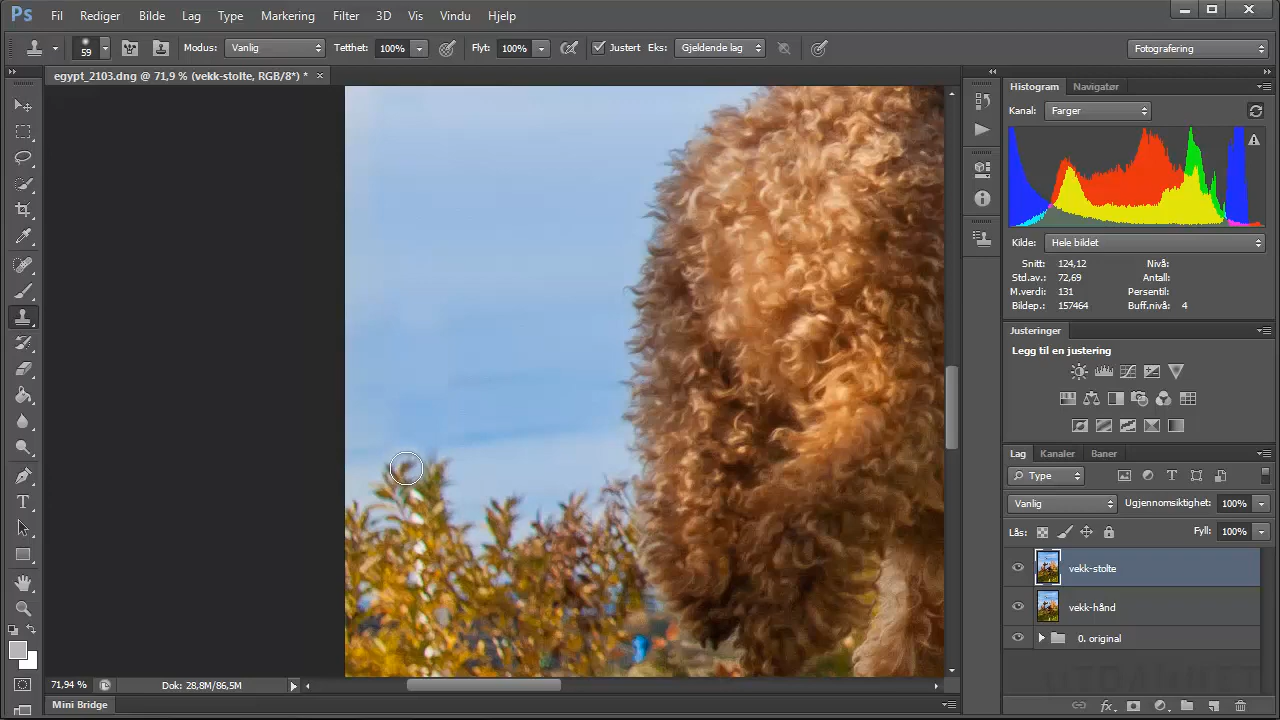 Ps Fil Rediger Bilde Lag Type Markering Filter 3D Vis Vindu Hjelp
59 Modus: Vanlig Tetthet: 100% Flyt: 100% Justert Eks: Gjeldende lag Fotografering
egypt_2103.dng @ 71,9 % (vekk-stolte, RGB/8*) * ×
Histogram Navigatør
Kanal: Farger
Kilde: Hele bildet
Snitt: 124,12 Nivå:
Std.av.: 72,69 Antall:
M.verdi: 131 Persentil:
Bildep.: 157464 Buff.nivå: 4
Justeringer
Legg til en justering
Lag Kanaler Baner
Type
Vanlig Ugjennomsiktighet: 100%
Lås: Fyll: 100%
vekk-stolte
vekk-hånd
0. original
71,94 % Dok: 28,8M/86,5M
Mini Bridge